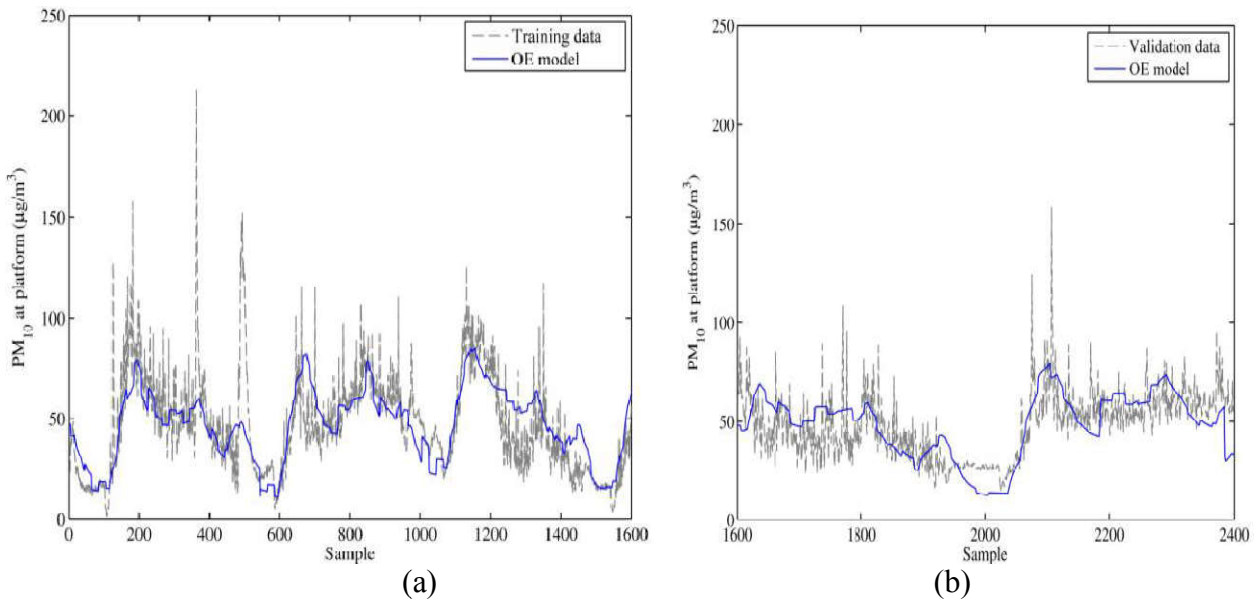 250
200
150
100
50
0
PM10 at platform (µg/m³)
Training data
OE model
0 200 400 600 800 1000 1200 1400 1600
Sample
(a)
250
200
150
100
50
0
PM10 at platform (µg/m³)
Validation data
OE model
1600 1800 2000 2200 2400
Sample
(b)